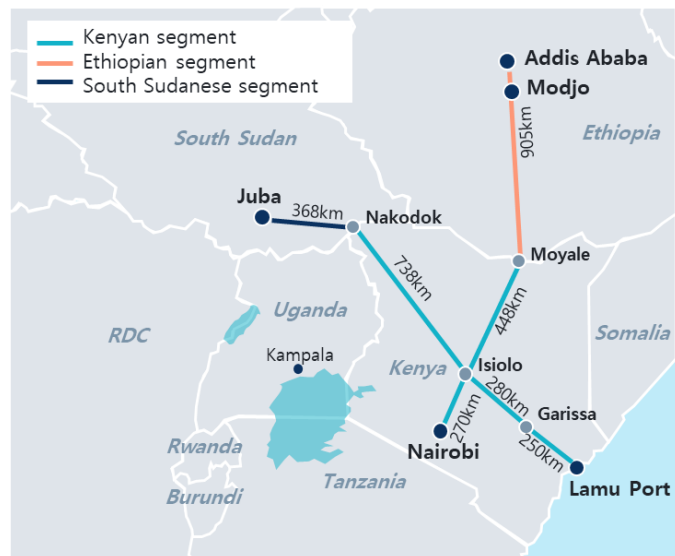 Kenyan segment
Ethiopian segment
South Sudanese segment
Addis Ababa
Modjo
905km
Ethiopia
South Sudan
Juba
368km
Nakodok
Moyale
738km
448km
Uganda
RDC
Somalia
Kampala
Kenya
Isiolo
280km
Garissa
270km
250km
Nairobi
Rwanda
Tanzania
Burundi
Lamu Port